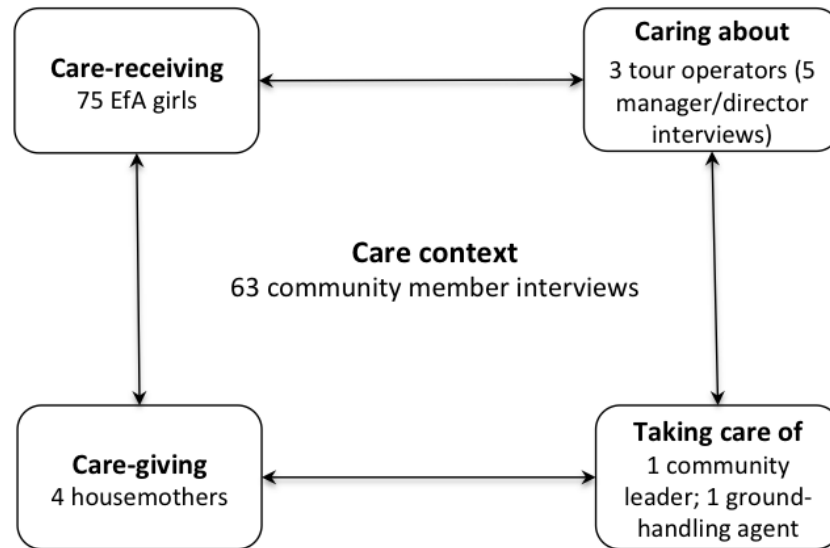 Care-receiving
75 EfA girls
Caring about
3 tour operators (5
manager/director
interviews)
Care context
63 community member interviews
Care-giving
4 housemothers
Taking care of
1 community
leader; 1 ground-
handling agent